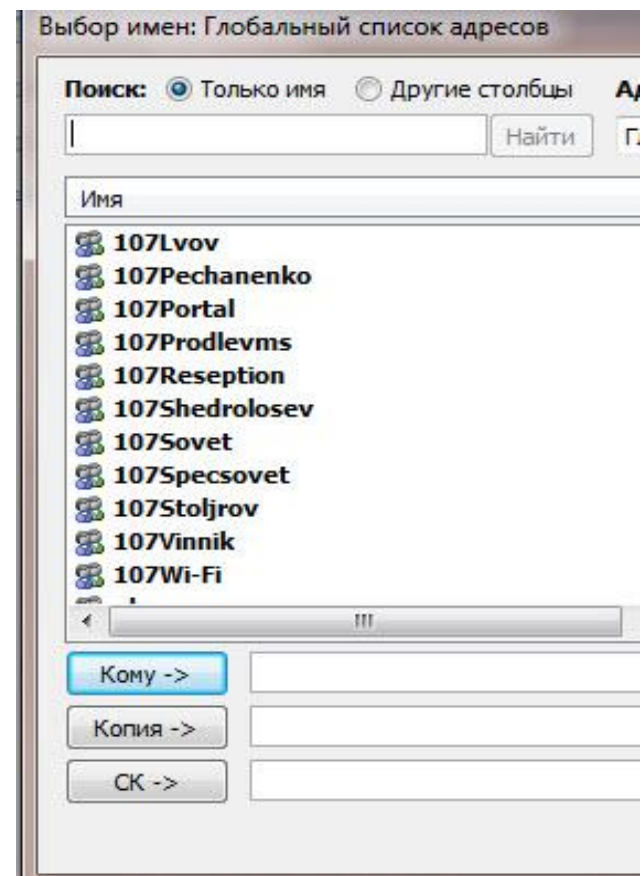 Выбор имен: Глобальный список адресов
Поиск: Только имя Другие столбцы
Найти
Имя
107Lvov
107Pechanenko
107Portal
107Prodlevms
107Reseption
107Shedrolosev
107Sovet
107Specsovet
107Stoljrov
107Vinnik
107Wi-Fi
Кому ->
Копия ->
СК ->